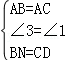 AB=AC
∠3=∠1
BN=CD